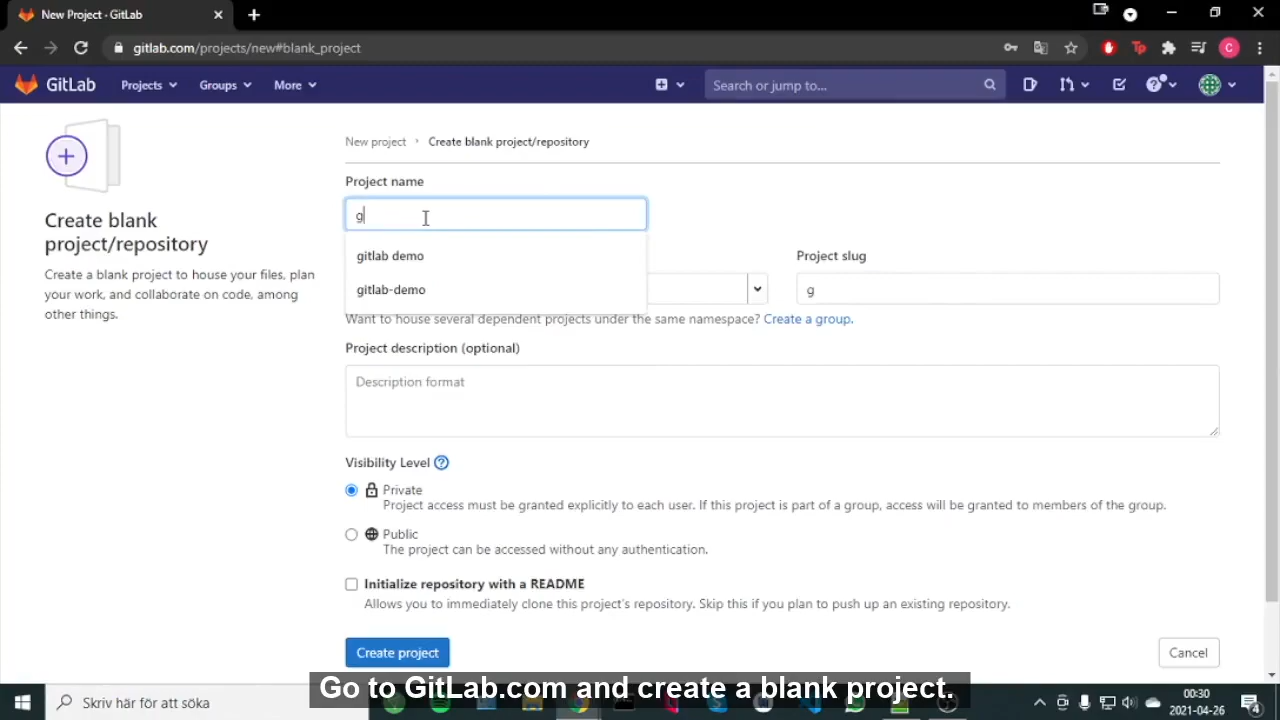 New Project · GitLab
gitlab.com/projects/new#blank_project
GitLab Projects Groups More Search or jump to...
New project › Create blank project/repository
Create blank
project/repository
Create a blank project to house your files, plan
your work, and collaborate on code, among
other things.
Project name
g
gitlab demo
gitlab-demo
Project slug
g
Want to house several dependent projects under the same namespace? Create a group.
Project description (optional)
Description format
Visibility Level
Private
Project access must be granted explicitly to each user. If this project is part of a group, access will be granted to members of the group.
Public
The project can be accessed without any authentication.
Initialize repository with a README
Allows you to immediately clone this project's repository. Skip this if you plan to push up an existing repository.
Create project Cancel
Go to GitLab.com and create a blank project.
Skriv här för att söka
00:30
2021-04-26